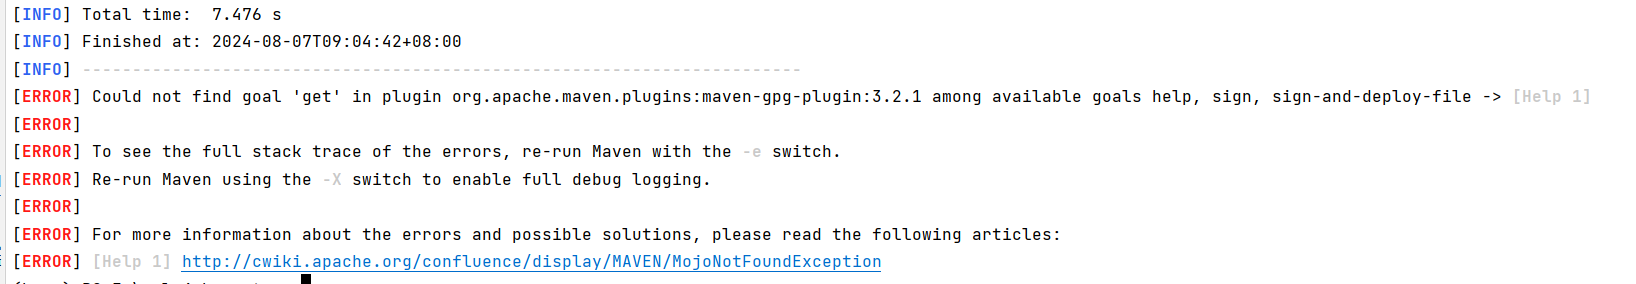 [INFO] Total time:  7.476 s
[INFO] Finished at: 2024-08-07T09:04:42+08:00
[INFO] ------------------------------------------------------------------------
[ERROR] Could not find goal 'get' in plugin org.apache.maven.plugins:maven-gpg-plugin:3.2.1 among available goals help, sign, sign-and-deploy-file -> [Help 1]
[ERROR]
[ERROR] To see the full stack trace of the errors, re-run Maven with the -e switch.
[ERROR] Re-run Maven using the -X switch to enable full debug logging.
[ERROR]
[ERROR] For more information about the errors and possible solutions, please read the following articles:
[ERROR] [Help 1] http://cwiki.apache.org/confluence/display/MAVEN/MojoNotFoundException